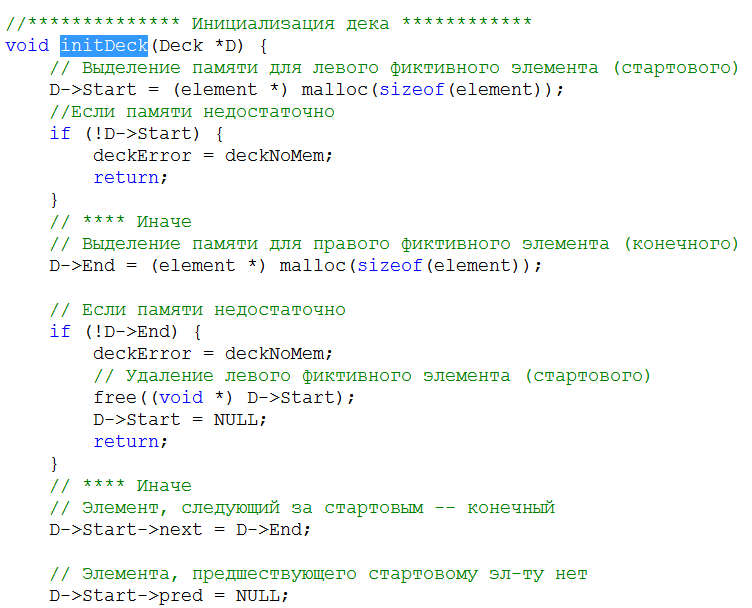 //************** Инициализация дека ************
void initDeck(Deck *D) {
    // Выделение памяти для левого фиктивного элемента (стартового)
    D->Start = (element *) malloc(sizeof(element));
    //Если памяти недостаточно
    if (!D->Start) {
        deckError = deckNoMem;
        return;
    }
    // **** Иначе
    // Выделение памяти для правого фиктивного элемента (конечного)
    D->End = (element *) malloc(sizeof(element));

    // Если памяти недостаточно
    if (!D->End) {
        deckError = deckNoMem;
        // Удаление левого фиктивного элемента (стартового)
        free((void *) D->Start);
        D->Start = NULL;
        return;
    }
    // **** Иначе
    // Элемент, следующий за стартовым -- конечный
    D->Start->next = D->End;

    // Элемента, предшествующего стартовому эл-ту нет
    D->Start->pred = NULL;